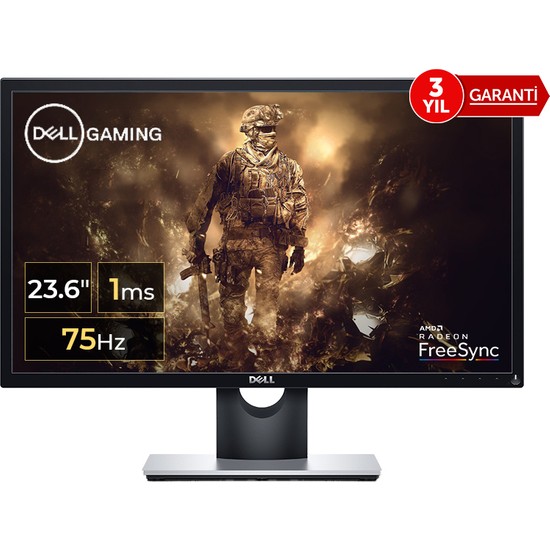 3
YIL
GARANTİ
DELL GAMING
23.6"
1ms
75Hz
AMD
RADEON
FreeSync
DELL